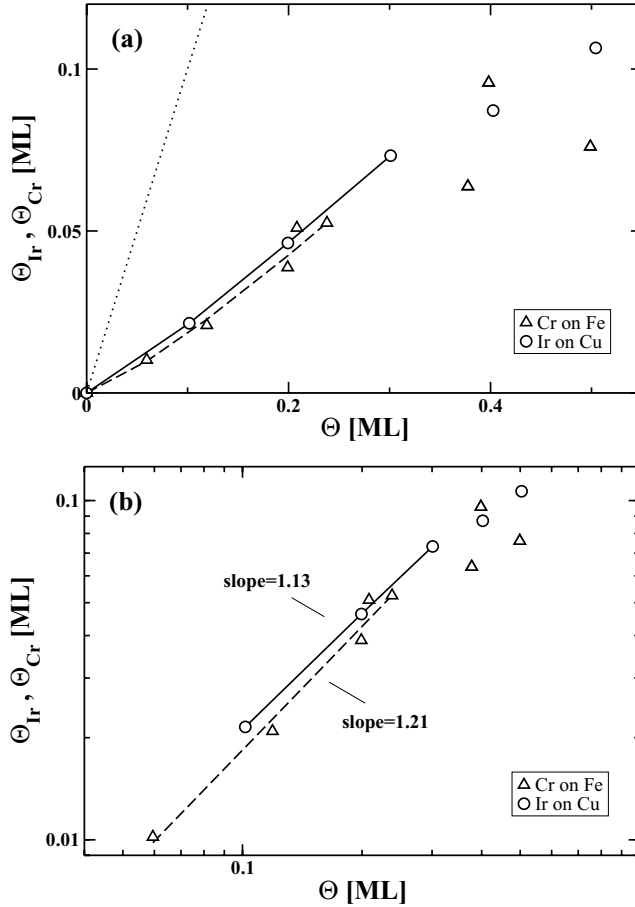 (a)
0.1
0.05
0
Θ_Ir , Θ_Cr [ML]
△ Cr on Fe
○ Ir on Cu
0 0.2 0.4
Θ [ML]
(b)
0.1
0.01
Θ_Ir , Θ_Cr [ML]
slope=1.13
slope=1.21
△ Cr on Fe
○ Ir on Cu
0.1
Θ [ML]